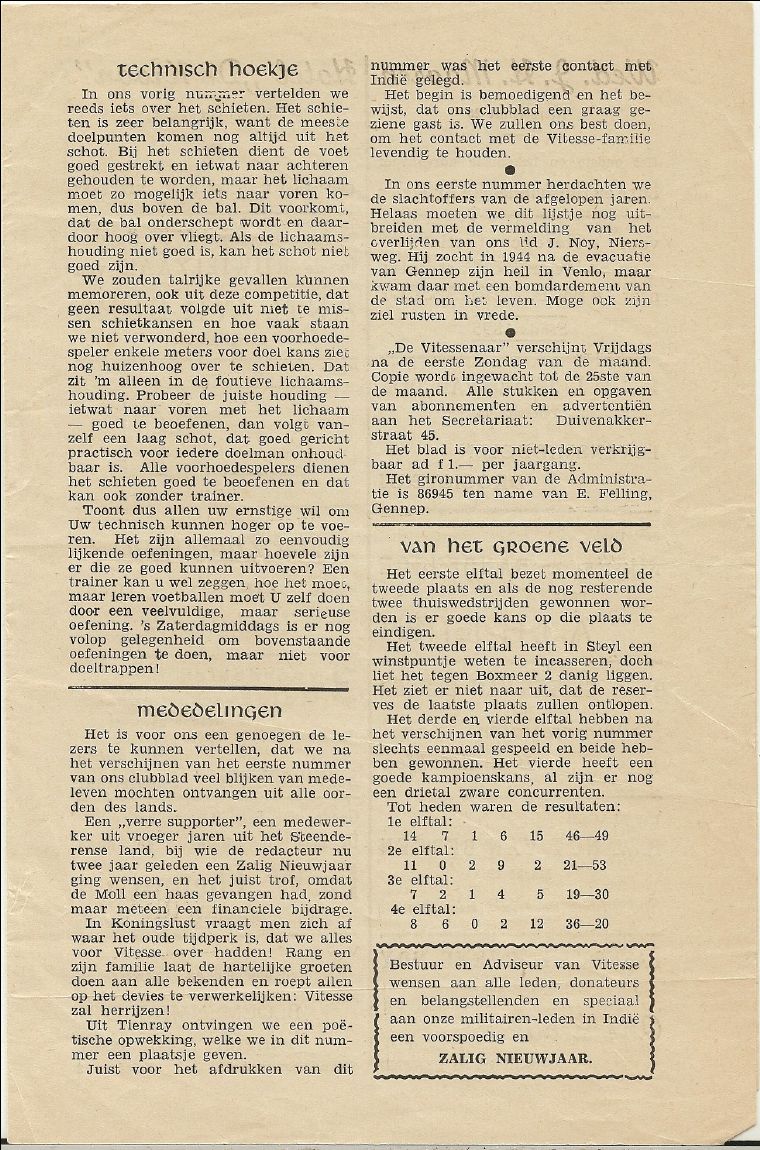 technisch hoekje
In ons vorig nummer vertelden we
reeds iets over het schieten. Het schie-
ten is zeer belangrijk, want de meeste
doelpunten komen nog altijd uit het
schot. Bij het schieten dient de voet
goed gestrekt en ietwat naar achteren
gehouden te worden, maar het lichaam
moet zo mogelijk iets naar voren ko-
men, dus boven de bal. Dit voorkomt,
dat de bal onderschept wordt en daar-
door hoog over vliegt. Als de lichaams-
houding niet goed is, kan het schot niet
goed zijn.
We zouden talrijke gevallen kunnen
memoreren, ook uit deze competitie, dat
geen resultaat volgde uit niet te mis-
sen schietkansen en hoe vaak staan
we niet verwonderd, hoe een voorhoede-
speler enkele meters voor doel kans ziet
nog huizenhoog over te schieten. Dat
zit 'm alleen in de foutieve lichaams-
houding. Probeer de juiste houding —
ietwat naar voren met het lichaam
— goed te beoefenen, dan volgt van-
zelf een laag schot, dat goed gericht
practisch voor iedere doelman onhoud-
baar is. Alle voorhoedespelers dienen
het schieten goed te beoefenen en dat
kan ook zonder trainer.
Toont dus allen uw ernstige wil om
Uw technisch kunnen hoger op te voe-
ren. Het zijn allemaal zo eenvoudig
lijkende oefeningen, maar hoevele zijn
er die ze goed kunnen uitvoeren? Een
trainer kan u wel zeggen, hoe het moet,
maar leren voetballen moet U zelf doen
door een veelvuldige, maar serieuse
oefening. 's Zaterdagmiddags is er nog
volop gelegenheid om bovenstaande
oefeningen te doen, maar niet voor
doeltrappen!
mededelingen
Het is voor ons een genoegen de le-
zers te kunnen vertellen, dat we na
het verschijnen van het eerste nummer
van ons clubblad veel blijken van mede-
leven mochten ontvangen uit alle oor-
den des lands.
Een „verre supporter”, een medewer-
ker uit vroeger jaren uit het Steende-
rense land, bij wie de redacteur nu
twee jaar geleden een Zalig Nieuwjaar
ging wensen, en het juist trof, omdat
de Moll een haas gevangen had, zond
maar meteen een financiele bijdrage.
In Koningslust vraagt men zich af
waar het oude tijdperk is, dat we alles
voor Vitesse over hadden! Rang en
zijn familie laat de hartelijke groeten
doen aan alle bekenden en roept allen
op het devies te verwerkelijken: Vitesse
zal herrijzen!
Uit Tienray ontvingen we een poë-
tische opwekking, welke we in dit num-
mer een plaatsje geven.
Juist voor het afdrukken van dit
nummer was het eerste contact met
Indië gelegd.
Het begin is bemoedigend en het be-
wijst, dat ons clubblad een graag ge-
ziene gast is. We zullen ons best doen,
om het contact met de Vitesse-familie
levendig te houden.
In ons eerste nummer herdachten we
de slachtoffers van de afgelopen jaren.
Helaas moeten we dit lijstje nog uit-
breiden met de vermelding van het
overlijden van ons lid J. Noy, Niers-
weg. Hij zocht in 1944 na de evacuatie
van Gennep zijn heil in Venlo, maar
kwam daar met een bombardement van
de stad om het leven. Moge ook zijn
ziel rusten in vrede.
„De Vitessenaar” verschijnt Vrijdags
na de eerste Zondag van de maand.
Copie wordt ingewacht tot de 25ste van
de maand. Alle stukken en opgaven
van abonnementen en advertentiën
aan het Secretariaat: Duivenakker-
straat 45.
Het blad is voor niet-leden verkrijg-
baar ad f 1.— per jaargang.
Het gironummer van de Administra-
tie is 86945 ten name van E. Felling,
Gennep.
van het groene veld
Het eerste elftal bezet momenteel de
tweede plaats en als de nog resterende
twee thuiswedstrijden gewonnen wor-
den is er goede kans op die plaats te
eindigen.
Het tweede elftal heeft in Steyl een
winstpuntje weten te incasseren, doch
liet het tegen Boxmeer 2 danig liggen.
Het ziet er niet naar uit, dat de reser-
ves de laatste plaats zullen ontlopen.
Het derde en vierde elftal hebben na
het verschijnen van het vorig nummer
slechts eenmaal gespeeld en beide heb-
ben gewonnen. Het vierde heeft een
goede kampioenskans, al zijn er nog
een drietal zware concurrenten.
Tot heden waren de resultaten:
1e elftal:
14 7 1 6 15 46—49
2e elftal:
11 0 2 9 2 21—53
3e elftal:
7 2 1 4 5 19—30
4e elftal:
8 6 0 2 12 36—20
Bestuur en Adviseur van Vitesse
wensen aan alle leden, donateurs
en belangstellenden en speciaal
aan onze militairen-leden in Indië
een voorspoedig en
ZALIG NIEUWJAAR.